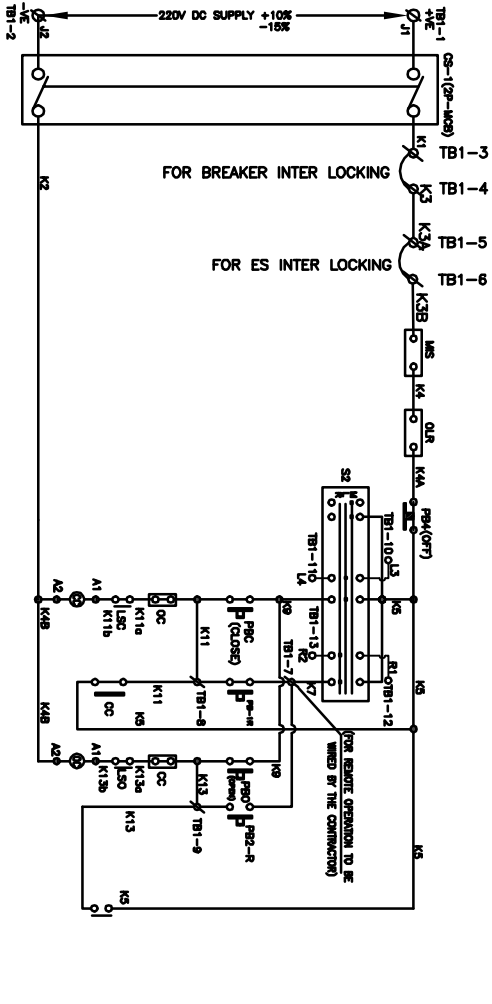 TB1-1
+VE
J1
220V DC SUPPLY +10%
-15%
-VE
TB1-2
J2
CS-1(2P-MCB)
K1
TB1-3
FOR BREAKER INTER LOCKING
TB1-4
K3
K2
K3A
TB1-5
FOR ES INTER LOCKING
TB1-6
K3B
MIS
K4
OLR
K4A
S2
PB4(OFF)
TB1-10
L3
TB1-11
L4
K5
TB1-13
R2
R1
TB1-12
K9
PBC
(CLOSE)
K11
OC
K11a
LSC
K11b
A1
A2
K4B
TB1-7
K7
K5
PB-1R
TB1-8
K11
CC
K5
K4B
(FOR REMOTE OPERATION TO BE
WIRED BY THE CONTRACTOR)
K9
PBO
(OPEN)
PB2-R
K13
CC
K13a
LSO
K13b
A1
A2
TB1-9
K13
K5
K5